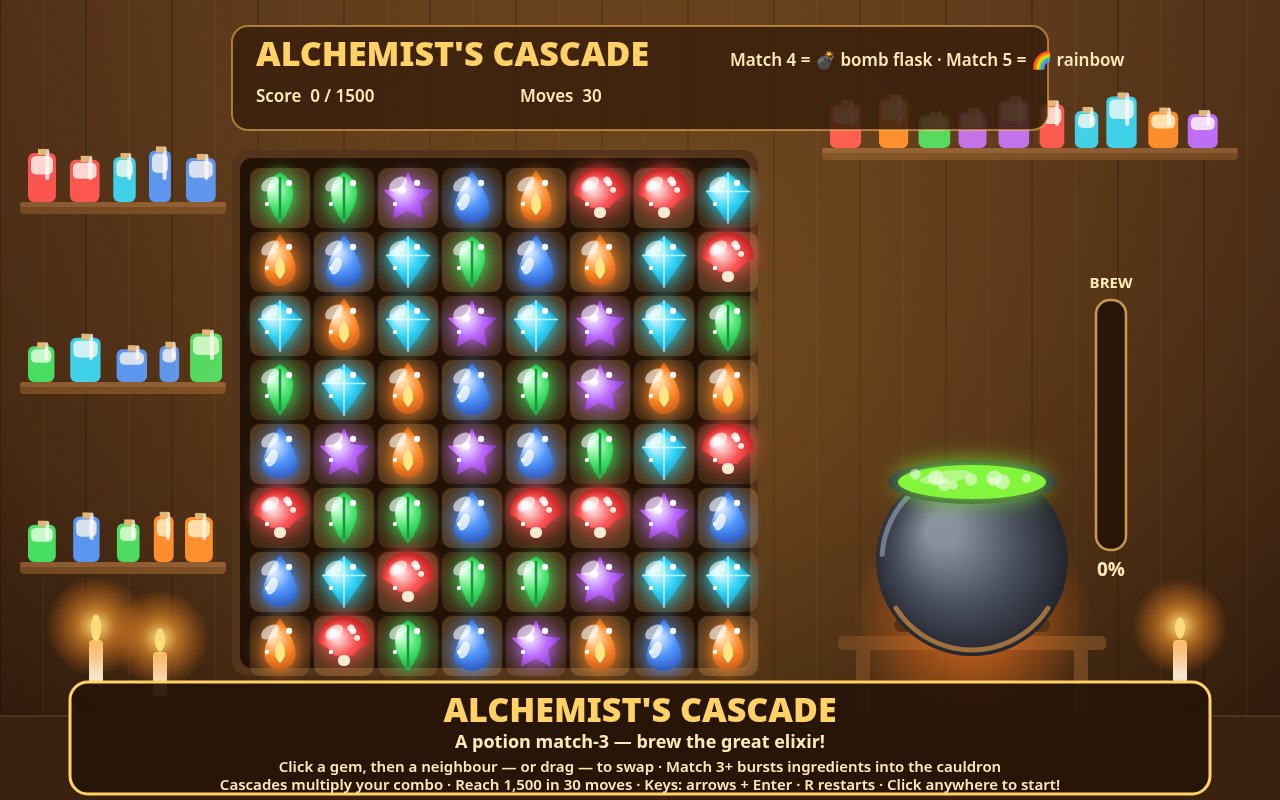 ALCHEMIST'S CASCADE
Match 4 = 💣 bomb flask · Match 5 = 🌈 rainbow
Score 0 / 1500
Moves 30
BREW
0%
ALCHEMIST'S CASCADE
A potion match-3 — brew the great elixir!
Click a gem, then a neighbour — or drag — to swap · Match 3+ bursts ingredients into the cauldron
Cascades multiply your combo · Reach 1,500 in 30 moves · Keys: arrows + Enter · R restarts · Click anywhere to start!